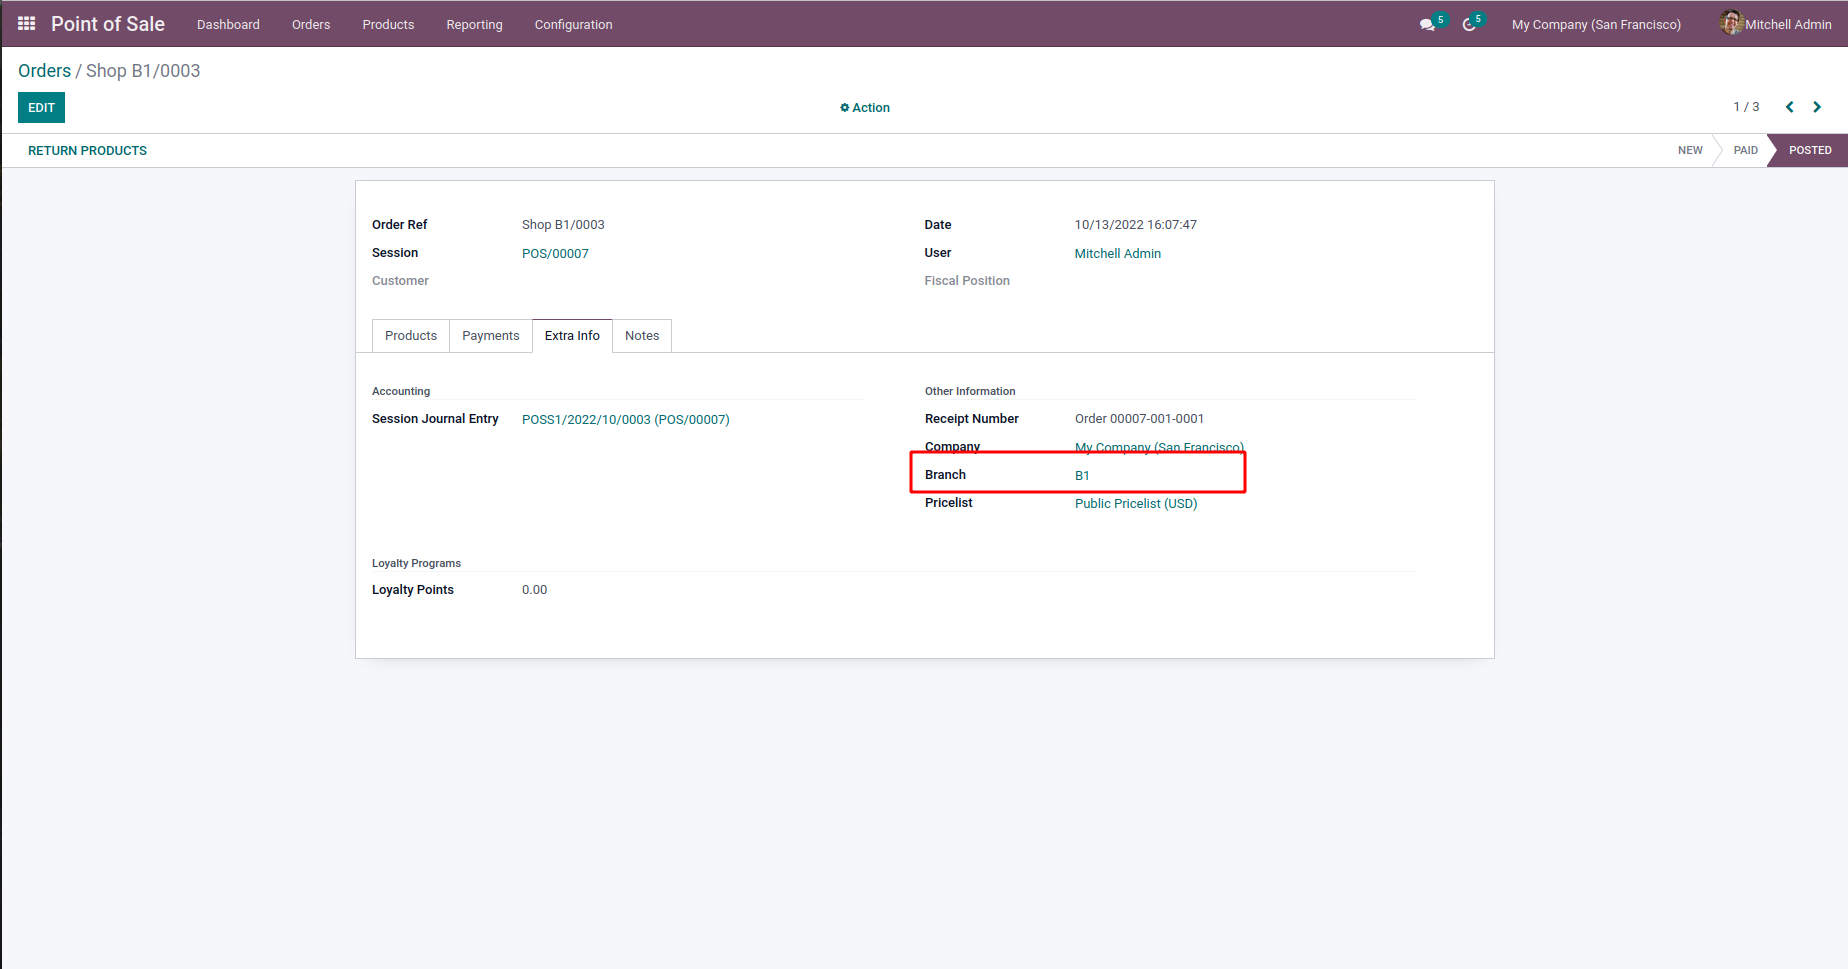 Point of Sale Dashboard Orders Products Reporting Configuration 5 5 My Company (San Francisco) Mitchell Admin
Orders / Shop B1/0003
EDIT Action 1 / 3
RETURN PRODUCTS NEW PAID POSTED
Order Ref Shop B1/0003 Date 10/13/2022 16:07:47
Session POS/00007 User Mitchell Admin
Customer Fiscal Position
Products Payments Extra Info Notes
Accounting Other Information
Session Journal Entry POSS1/2022/10/0003 (POS/00007) Receipt Number Order 00007-001-0001
Company My Company (San Francisco)
Branch B1
Pricelist Public Pricelist (USD)
Loyalty Programs
Loyalty Points 0.00